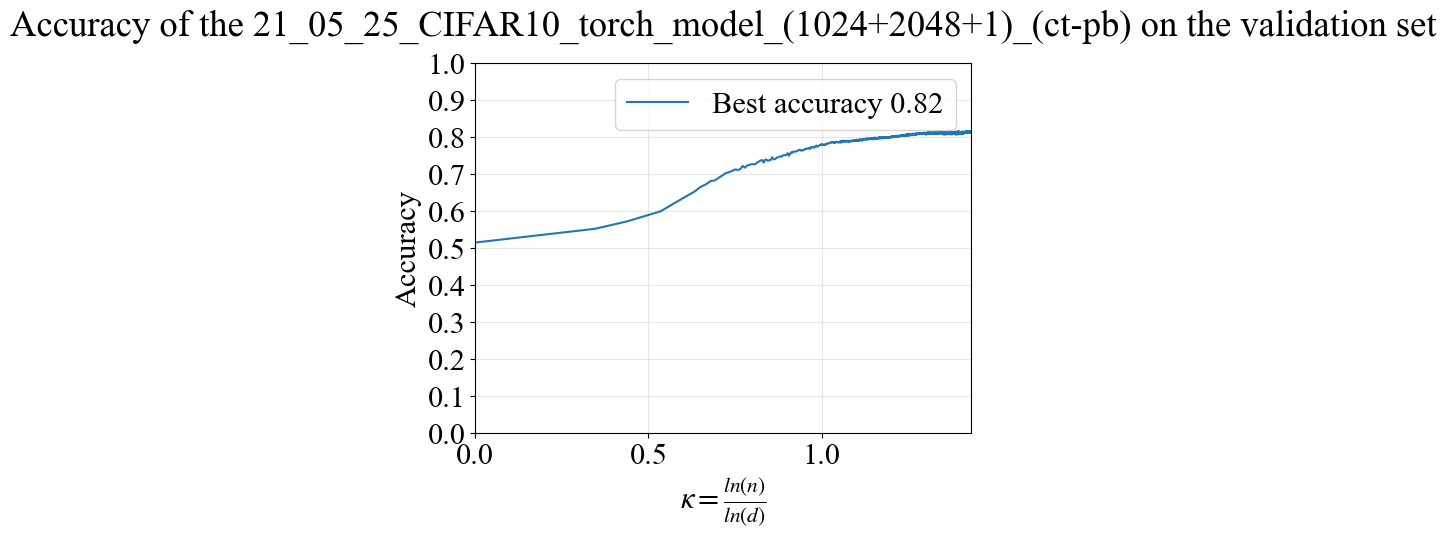 Accuracy of the 21_05_25_CIFAR10_torch_model_(1024+2048+1)_(ct-pb) on the validation set
1.0
Best accuracy 0.82
0.9
0.8
0.7
0.6
0.5
0.4
0.3
0.2
0.1
0.0
Accuracy
0.0 0.5 1.0
κ = ln(n)/ln(d)